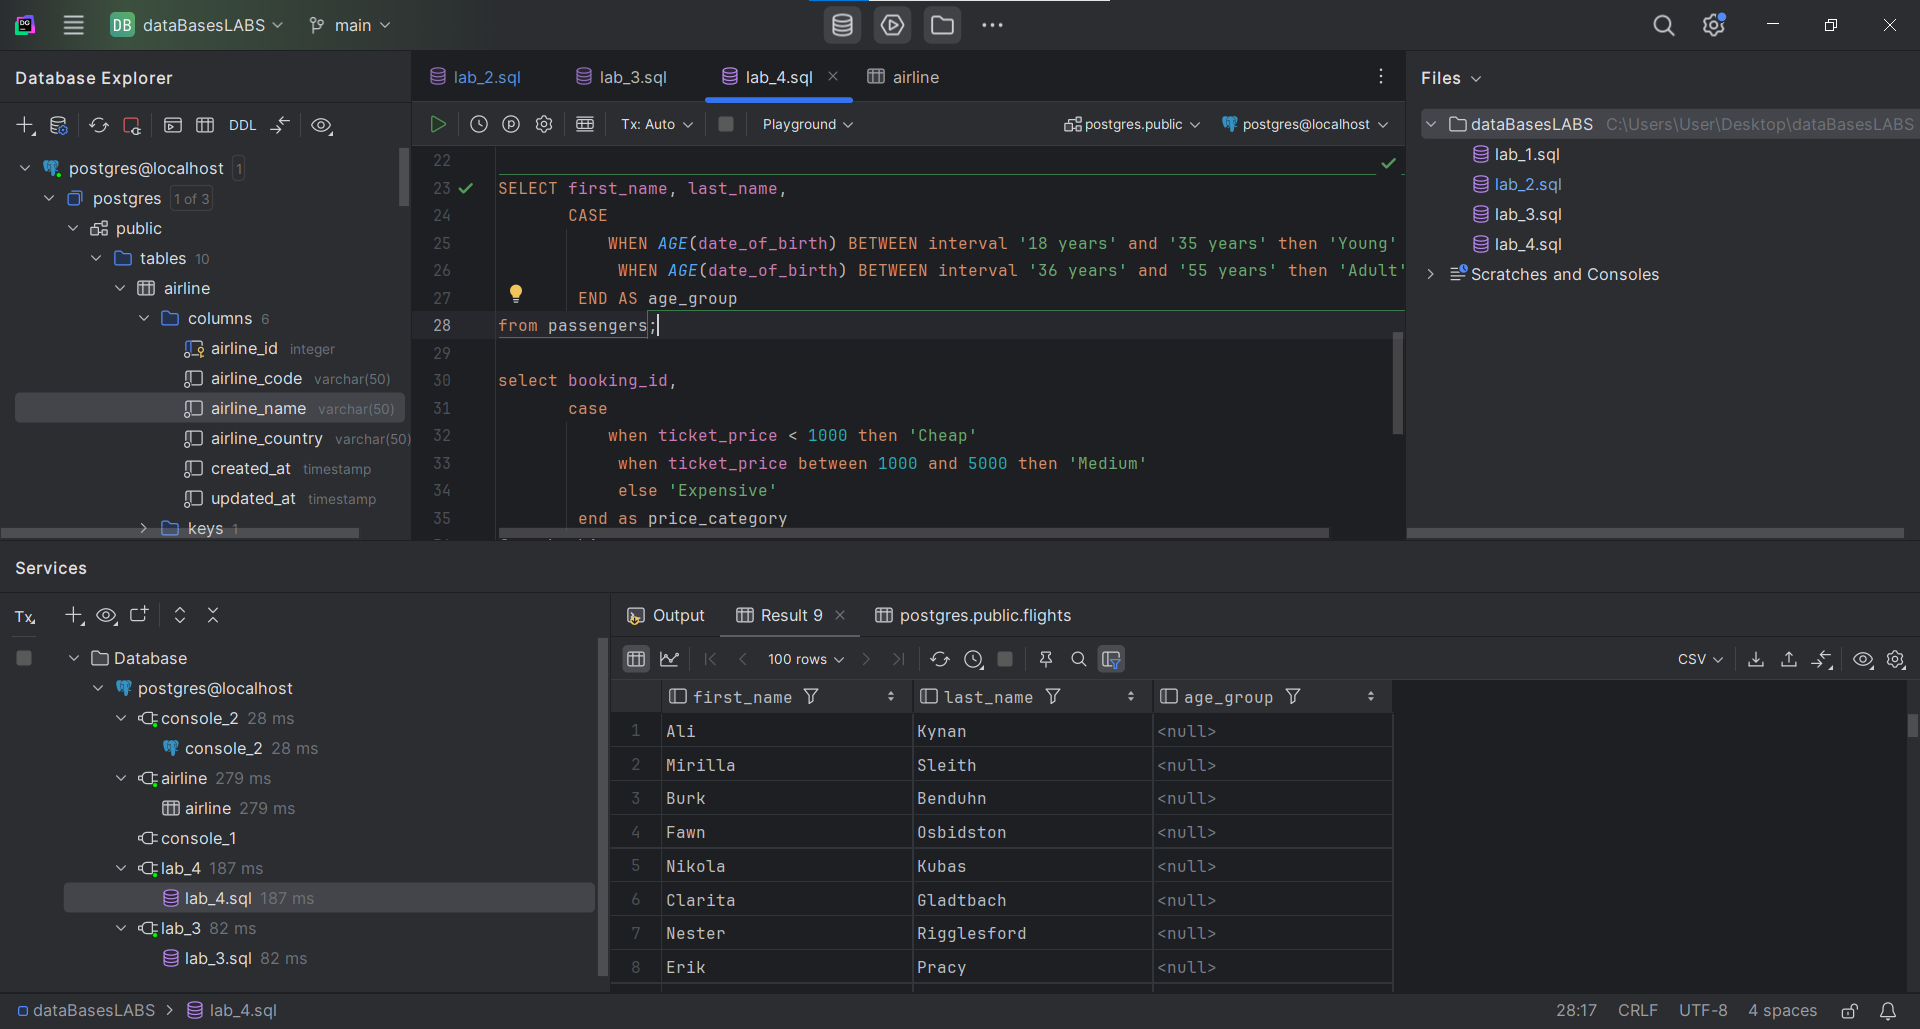 DB dataBasesLABS main
Database Explorer
DDL
postgres@localhost 1
postgres 1 of 3
public
tables 10
airline
columns 6
airline_id integer
airline_code varchar(50)
airline_name varchar(50)
airline_country varchar(50)
created_at timestamp
updated_at timestamp
keys 1
lab_2.sql lab_3.sql lab_4.sql airline
Tx: Auto Playground postgres.public postgres@localhost
22
23 SELECT first_name, last_name,
24 CASE
25 WHEN AGE(date_of_birth) BETWEEN interval '18 years' and '35 years' then 'Young'
26 WHEN AGE(date_of_birth) BETWEEN interval '36 years' and '55 years' then 'Adult'
27 END AS age_group
28 from passengers;
29
30 select booking_id,
31 case
32 when ticket_price < 1000 then 'Cheap'
33 when ticket_price between 1000 and 5000 then 'Medium'
34 else 'Expensive'
35 end as price_category
Files
dataBasesLABS C:\Users\User\Desktop\dataBasesLABS
lab_1.sql
lab_2.sql
lab_3.sql
lab_4.sql
Scratches and Consoles
Services
Tx
Database
postgres@localhost
console_2 28 ms
console_2 28 ms
airline 279 ms
airline 279 ms
console_1
lab_4 187 ms
lab_4.sql 187 ms
lab_3 82 ms
lab_3.sql 82 ms
Output Result 9 postgres.public.flights
100 rows CSV
first_name last_name age_group
1 Ali Kynan <null>
2 Mirilla Sleith <null>
3 Burk Benduhn <null>
4 Fawn Osbidston <null>
5 Nikola Kubas <null>
6 Clarita Gladtbach <null>
7 Nester Rigglesford <null>
8 Erik Pracy <null>
dataBasesLABS > lab_4.sql 28:17 CRLF UTF-8 4 spaces